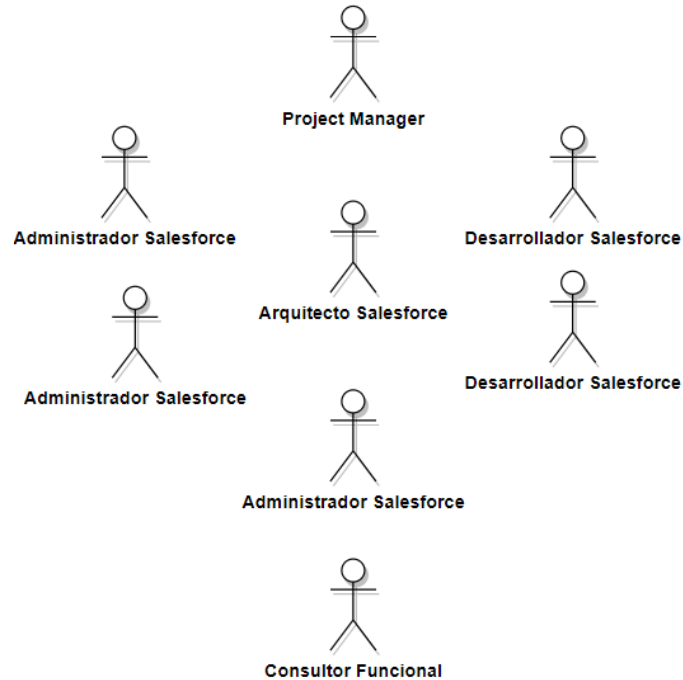 Project Manager
Administrador Salesforce
Desarrollador Salesforce
Arquitecto Salesforce
Desarrollador Salesforce
Administrador Salesforce
Administrador Salesforce
Consultor Funcional